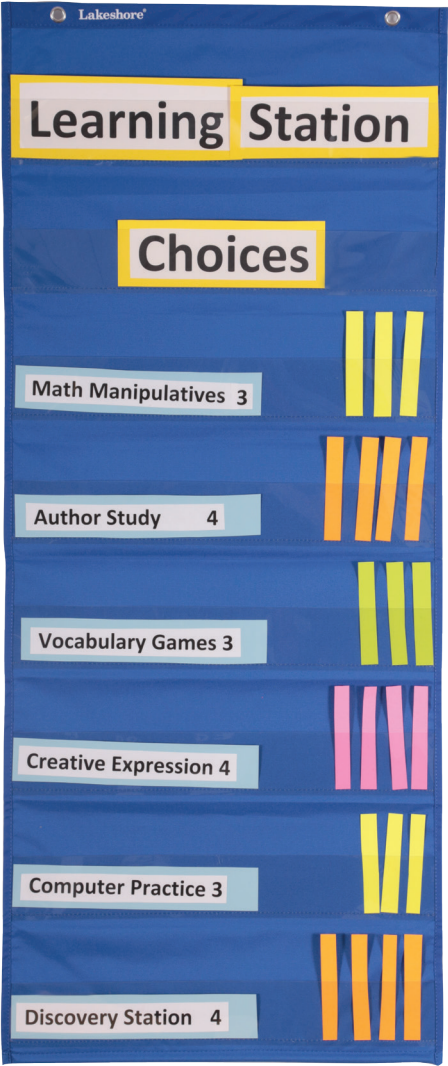 Lakeshore®
Learning Station
Choices
Math Manipulatives 3
Author Study 4
Vocabulary Games 3
Creative Expression 4
Computer Practice 3
Discovery Station 4